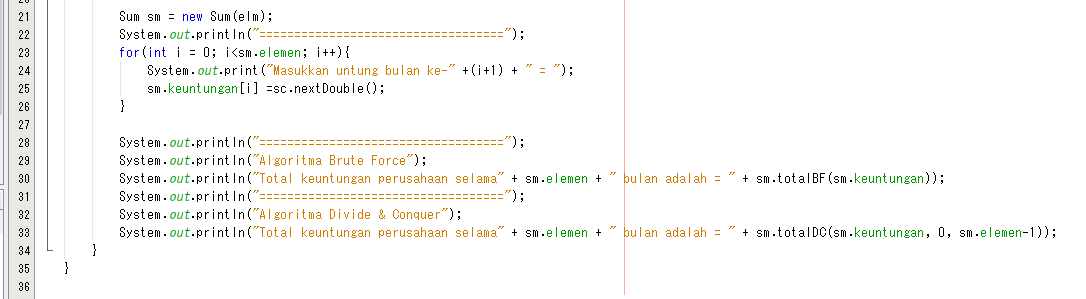 21 Sum sm = new Sum(elm);
22 System.out.println("===================================");
23 for(int i = 0; i<sm.elemen; i++){
24 System.out.print("Masukkan untung bulan ke-" +(i+1) + " = ");
25 sm.keuntungan[i] =sc.nextDouble();
26 }
27
28 System.out.println("===================================");
29 System.out.println("Algoritma Brute Force");
30 System.out.println("Total keuntungan perusahaan selama" + sm.elemen + " bulan adalah = " + sm.totalBF(sm.keuntungan));
31 System.out.println("===================================");
32 System.out.println("Algoritma Divide & Conquer");
33 System.out.println("Total keuntungan perusahaan selama" + sm.elemen + " bulan adalah = " + sm.totalDC(sm.keuntungan, 0, sm.elemen-1));
34 }
35 }
36